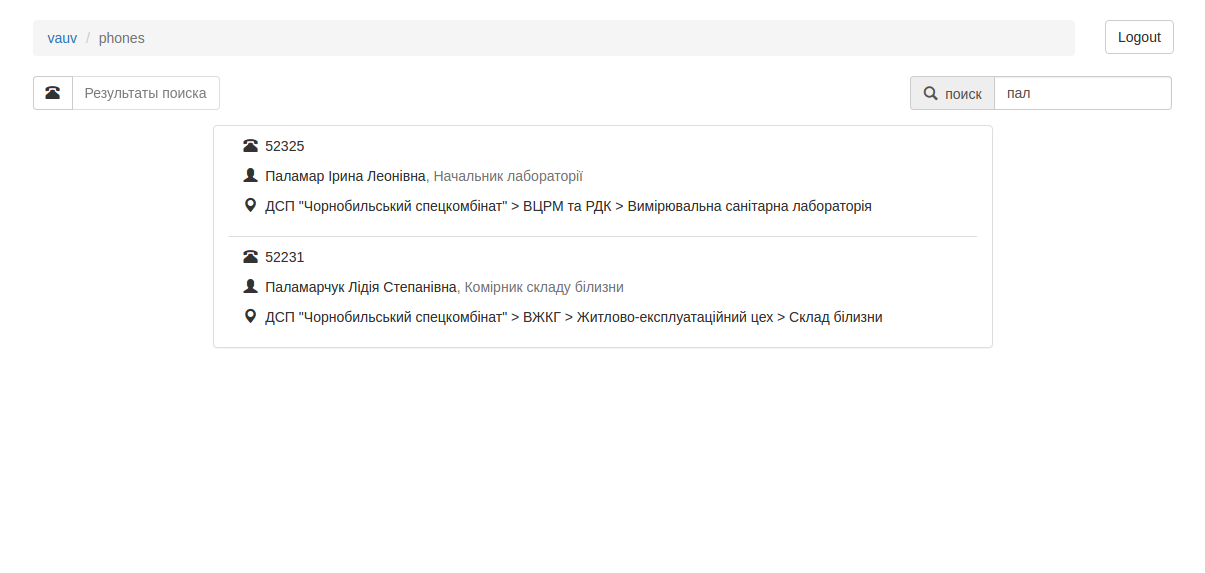 vauv / phones
Logout
Результаты поиска
поиск
пал
52325
Паламар Ірина Леонівна, Начальник лабораторії
ДСП "Чорнобильський спецкомбінат" > ВЦРМ та РДК > Вимірювальна санітарна лабораторія
52231
Паламарчук Лідія Степанівна, Комірник складу білизни
ДСП "Чорнобильський спецкомбінат" > ВЖКГ > Житлово-експлуатаційний цех > Склад білизни